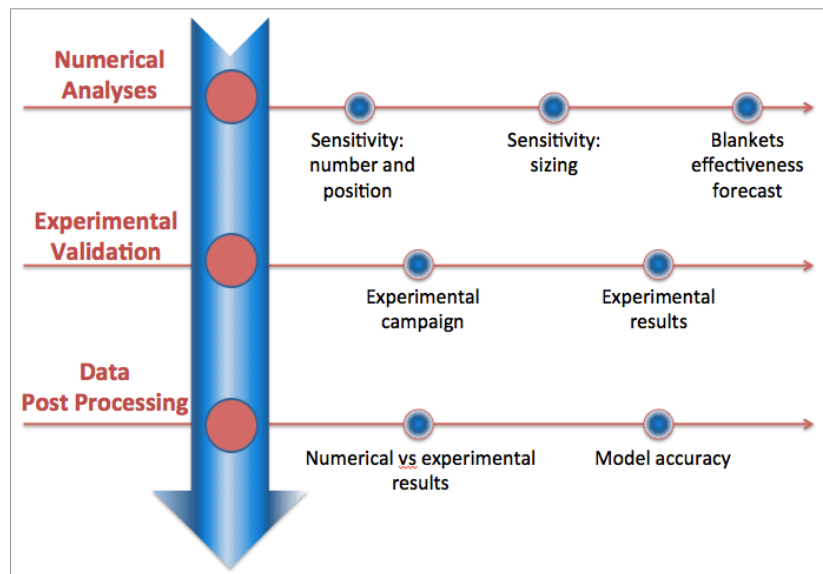 Numerical
Analyses
Sensitivity:
number and
position
Sensitivity:
sizing
Blankets
effectiveness
forecast
Experimental
Validation
Experimental
campaign
Experimental
results
Data
Post Processing
Numerical vs experimental
results
Model accuracy